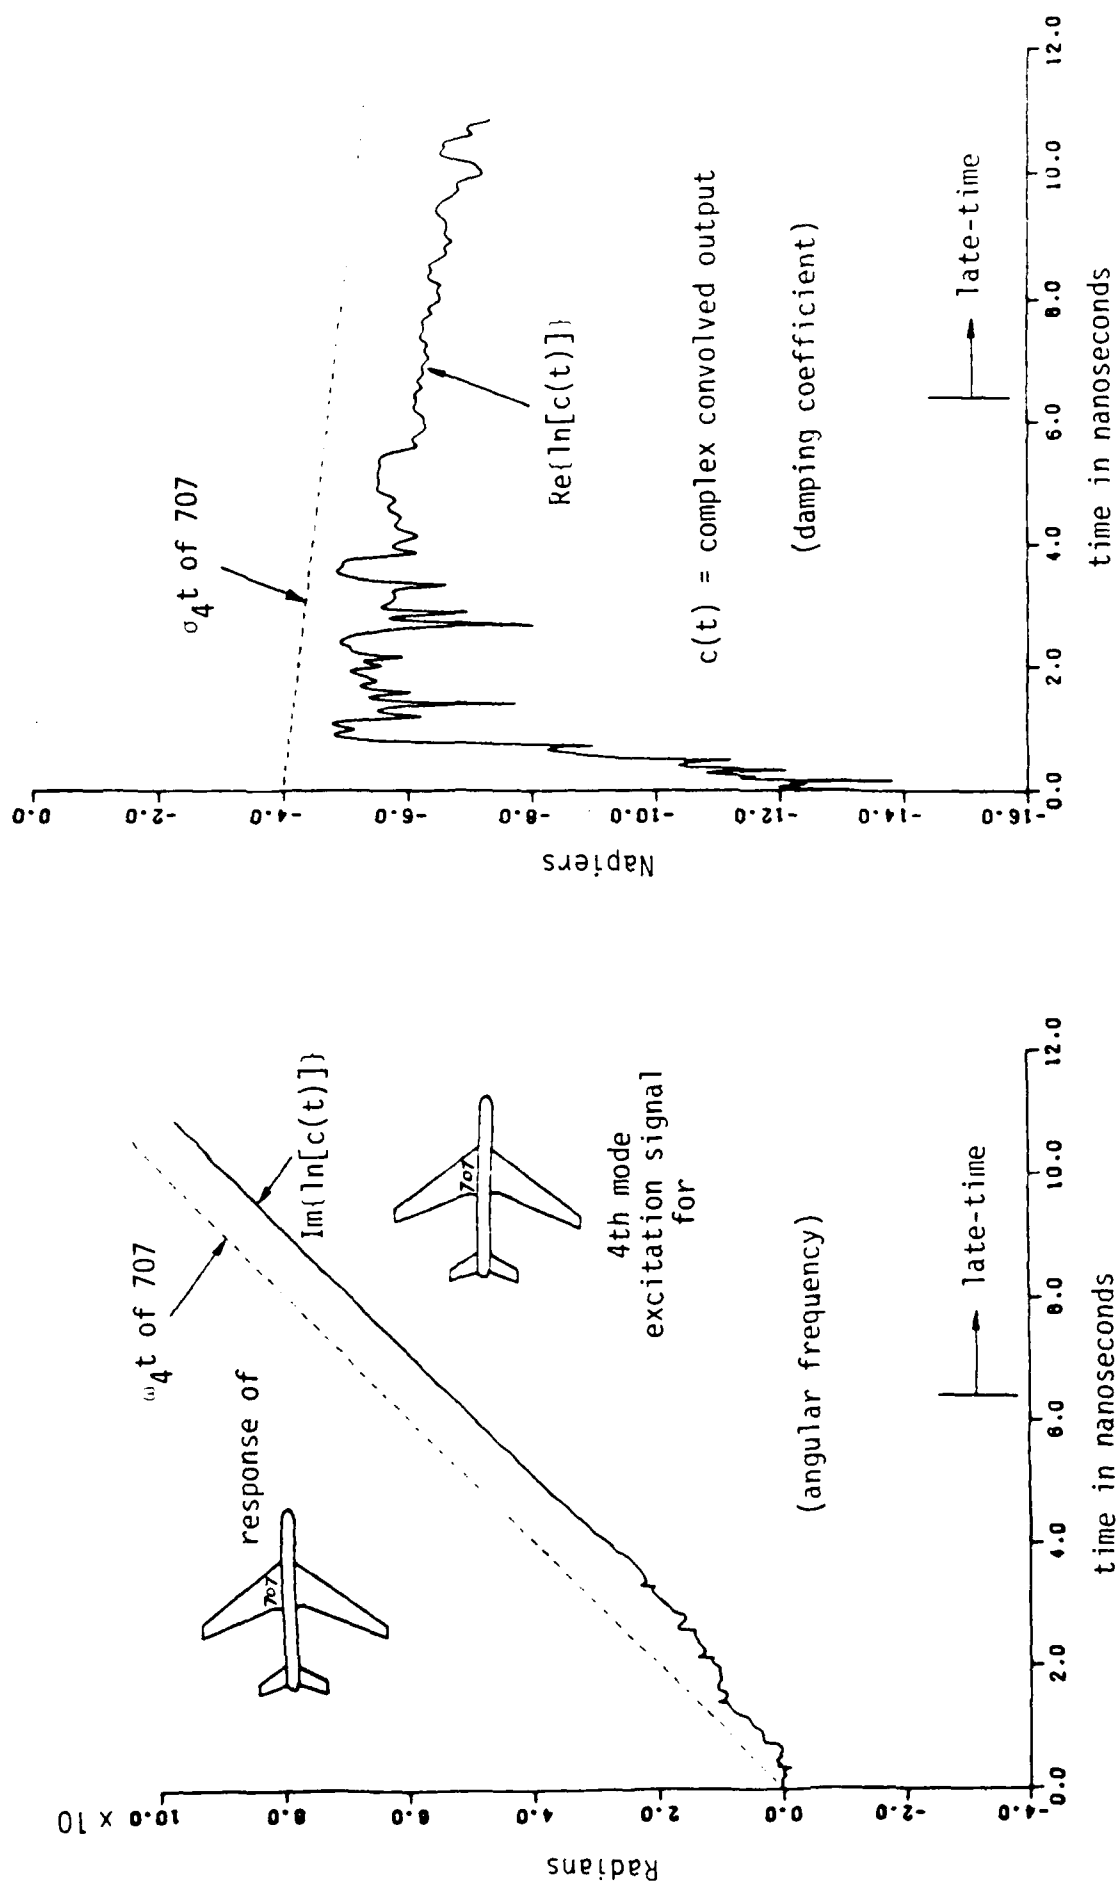 x 10
10.0
8.0
6.0
4.0
2.0
0.0
-2.0
-4.0
Radians
0.0
2.0
4.0
6.0
8.0
10.0
12.0
time in nanoseconds
response of
707
ω4t of 707
Im{ln[c(t)]}
707
4th mode
excitation signal
for
(angular frequency)
late-time
0.0
-2.0
-4.0
-6.0
-8.0
-10.0
-12.0
-14.0
-16.0
Napiers
0.0
2.0
4.0
6.0
8.0
10.0
12.0
time in nanoseconds
σ4t of 707
Re{ln[c(t)]}
c(t) = complex convolved output
(damping coefficient)
late-time